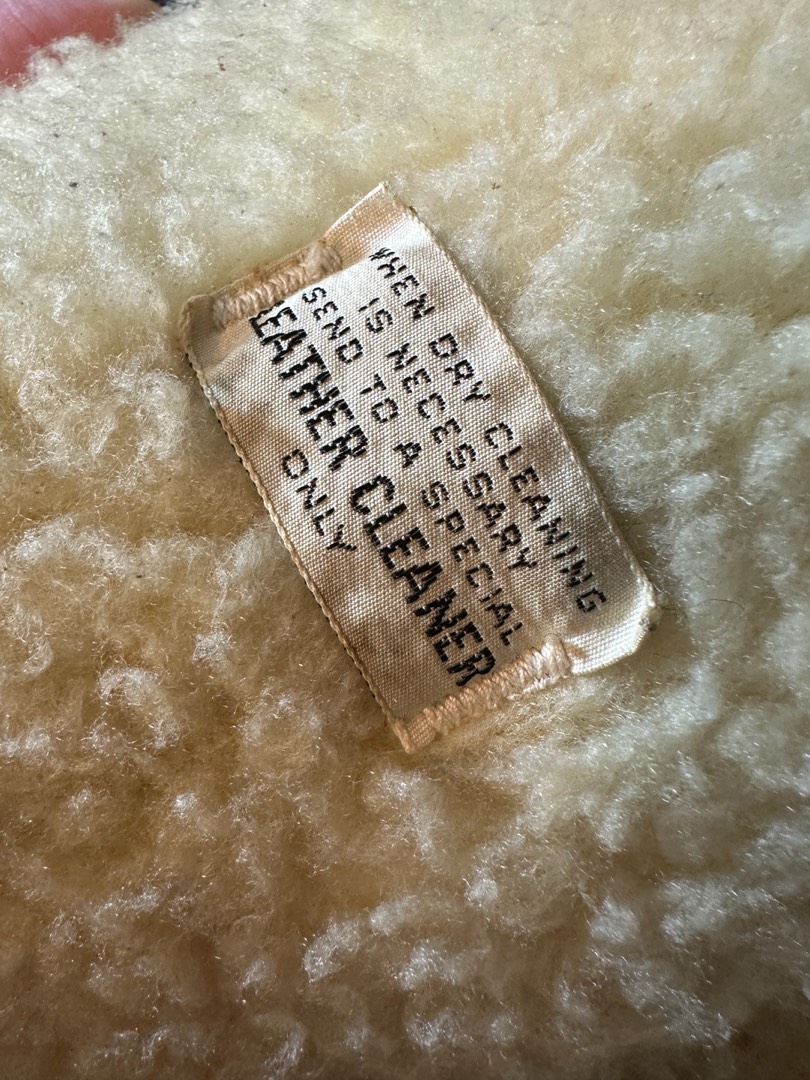 WHEN DRY CLEANING
IS NECESSARY
SEND TO A SPECIAL
LEATHER CLEANER
ONLY